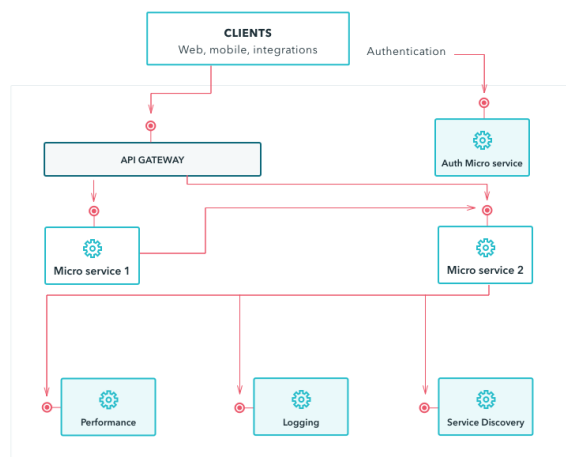 CLIENTS
Web, mobile, integrations
Authentication
API GATEWAY
Auth Micro service
Micro service 1
Micro service 2
Performance
Logging
Service Discovery